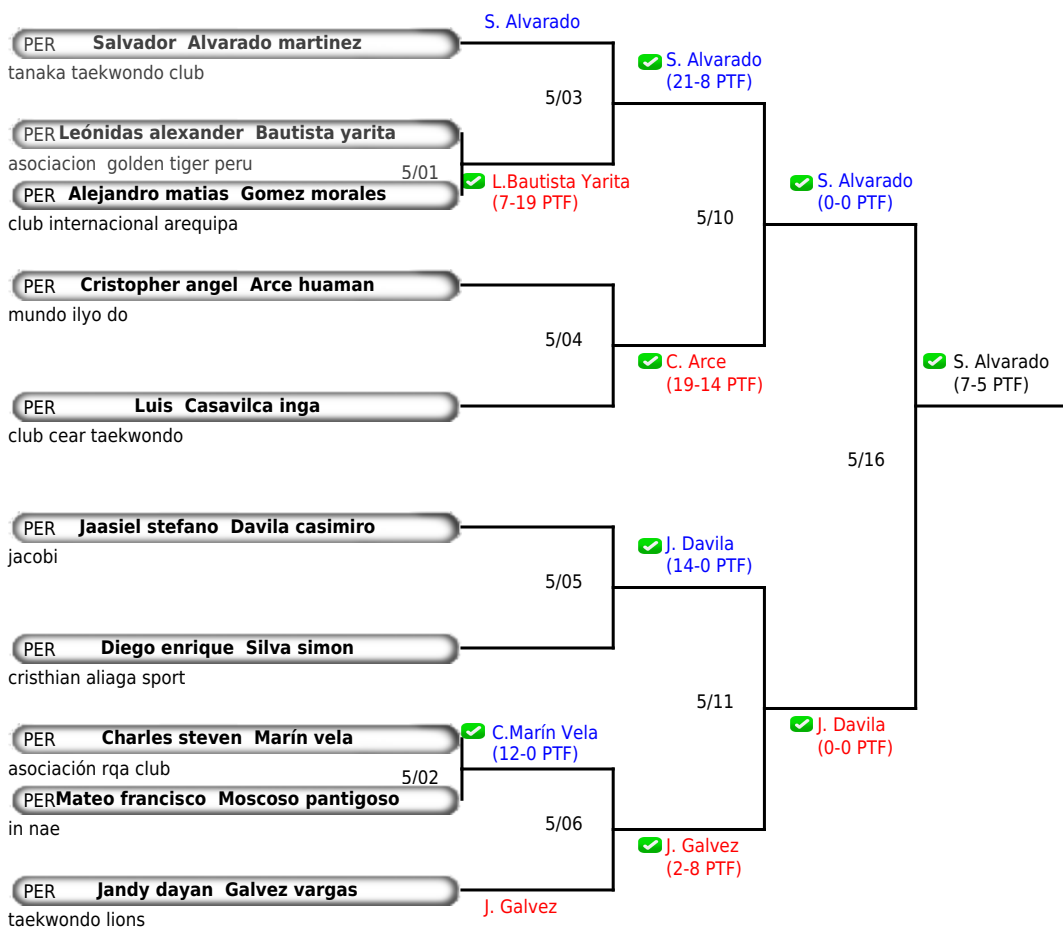 S. Alvarado
PER Salvador Alvarado martinez
tanaka taekwondo club
S. Alvarado
(21-8 PTF)
5/03
PER Leónidas alexander Bautista yarita
asociacion golden tiger peru
5/01
L.Bautista Yarita
(7-19 PTF)
PER Alejandro matias Gomez morales
club internacional arequipa
S. Alvarado
(0-0 PTF)
5/10
PER Cristopher angel Arce huaman
mundo ilyo do
5/04
C. Arce
(19-14 PTF)
S. Alvarado
(7-5 PTF)
PER Luis Casavilca inga
club cear taekwondo
5/16
PER Jaasiel stefano Davila casimiro
jacobi
J. Davila
(14-0 PTF)
5/05
PER Diego enrique Silva simon
cristhian aliaga sport
5/11
J. Davila
(0-0 PTF)
PER Charles steven Marín vela
asociación rqa club
C.Marín Vela
(12-0 PTF)
5/02
PER Mateo francisco Moscoso pantigoso
in nae
5/06
J. Galvez
(2-8 PTF)
PER Jandy dayan Galvez vargas
taekwondo lions
J. Galvez